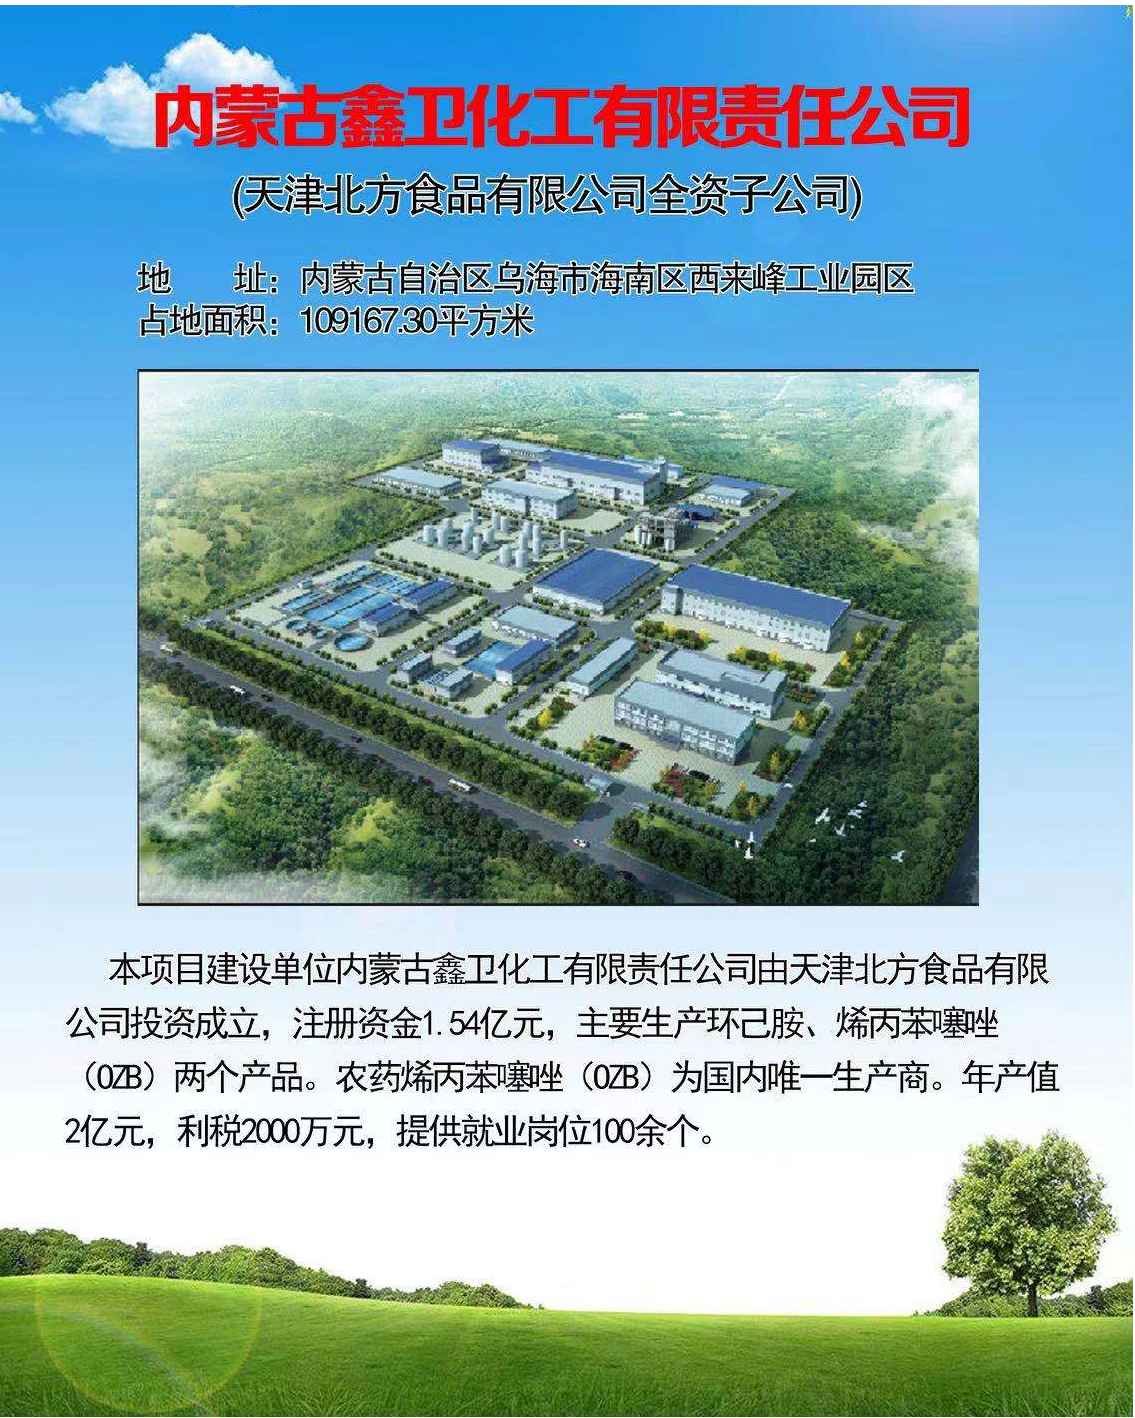 内蒙古鑫卫化工有限责任公司
(天津北方食品有限公司全资子公司)
地　　址：内蒙古自治区乌海市海南区西来峰工业园区
占地面积：109167.30平方米
本项目建设单位内蒙古鑫卫化工有限责任公司由天津北方食品有限
公司投资成立，注册资金1.54亿元，主要生产环己胺、烯丙苯噻唑
（OZB）两个产品。农药烯丙苯噻唑（OZB）为国内唯一生产商。年产值
2亿元，利税2000万元，提供就业岗位100余个。